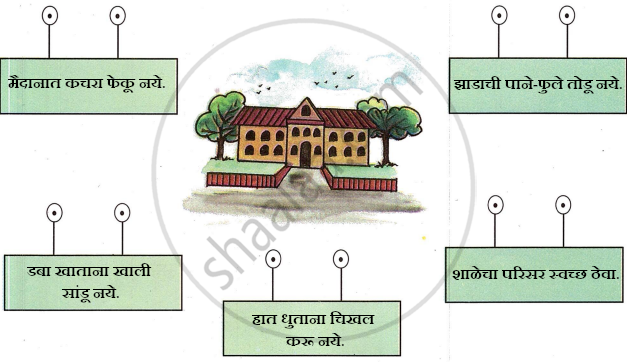 मैदानात कचरा फेकू नये.
झाडाची पाने-फुले तोडू नये.
डबा खाताना खाली
सांडू नये.
हात धुताना चिखल
करू नये.
शाळेचा परिसर स्वच्छ ठेवा.
shaalaa.com